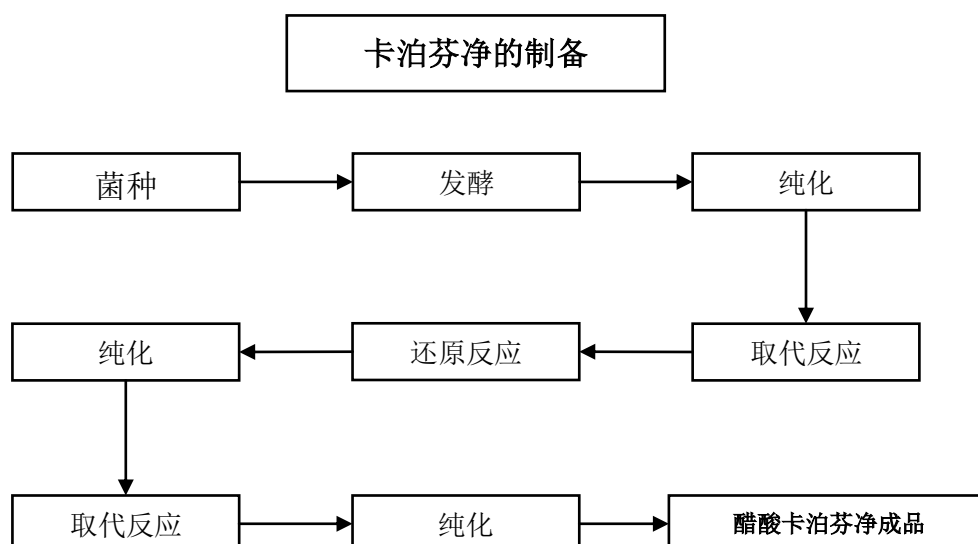 卡泊芬净的制备
菌种
发酵
纯化
纯化
还原反应
取代反应
取代反应
纯化
醋酸卡泊芬净成品